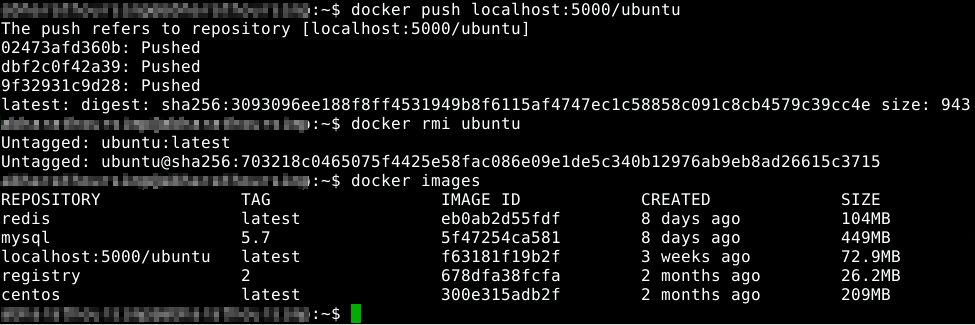 :~$ docker push localhost:5000/ubuntu
The push refers to repository [localhost:5000/ubuntu]
02473afd360b: Pushed
dbf2c0f42a39: Pushed
9f32931c9d28: Pushed
latest: digest: sha256:3093096ee188f8ff4531949b8f6115af4747ec1c58858c091c8cb4579c39cc4e size: 943
:~$ docker rmi ubuntu
Untagged: ubuntu:latest
Untagged: ubuntu@sha256:703218c0465075f4425e58fac086e09e1de5c340b12976ab9eb8ad26615c3715
:~$ docker images
REPOSITORY TAG IMAGE ID CREATED SIZE
redis latest eb0ab2d55fdf 8 days ago 104MB
mysql 5.7 5f47254ca581 8 days ago 449MB
localhost:5000/ubuntu latest f63181f19b2f 3 weeks ago 72.9MB
registry 2 678dfa38fcfa 2 months ago 26.2MB
centos latest 300e315adb2f 2 months ago 209MB
:~$